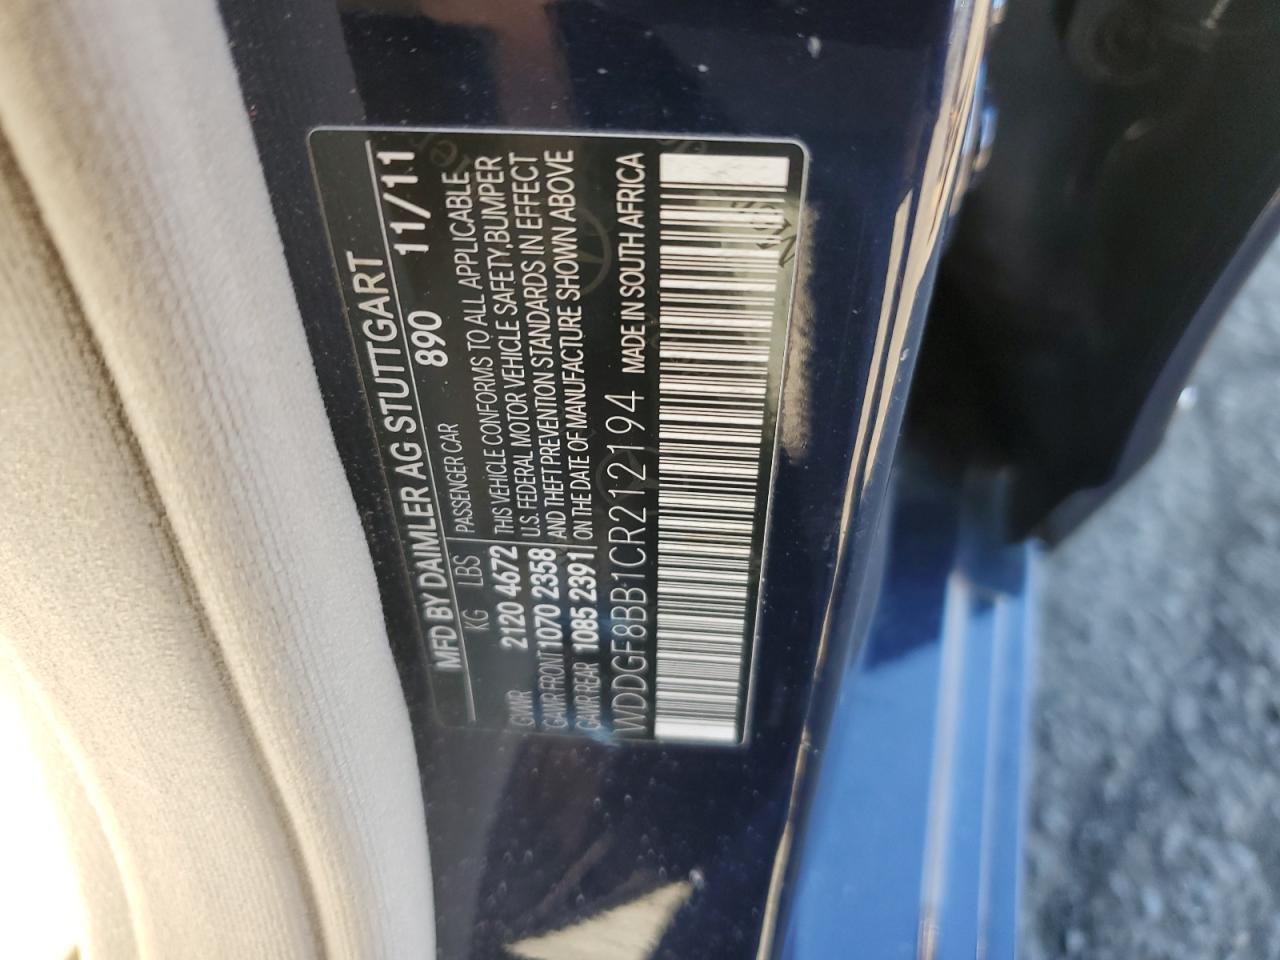 MFD BY DAIMLER AG STUTTGART
890 11/11
KG LBS PASSENGER CAR
GVWR 2120 4672 THIS VEHICLE CONFORMS TO ALL APPLICABLE
GAWR FRONT 1070 2358 U.S. FEDERAL MOTOR VEHICLE SAFETY, BUMPER
GAWR REAR 1085 2391 AND THEFT PREVENTION STANDARDS IN EFFECT
ON THE DATE OF MANUFACTURE SHOWN ABOVE
WDDGF8BB1CR212194 MADE IN SOUTH AFRICA